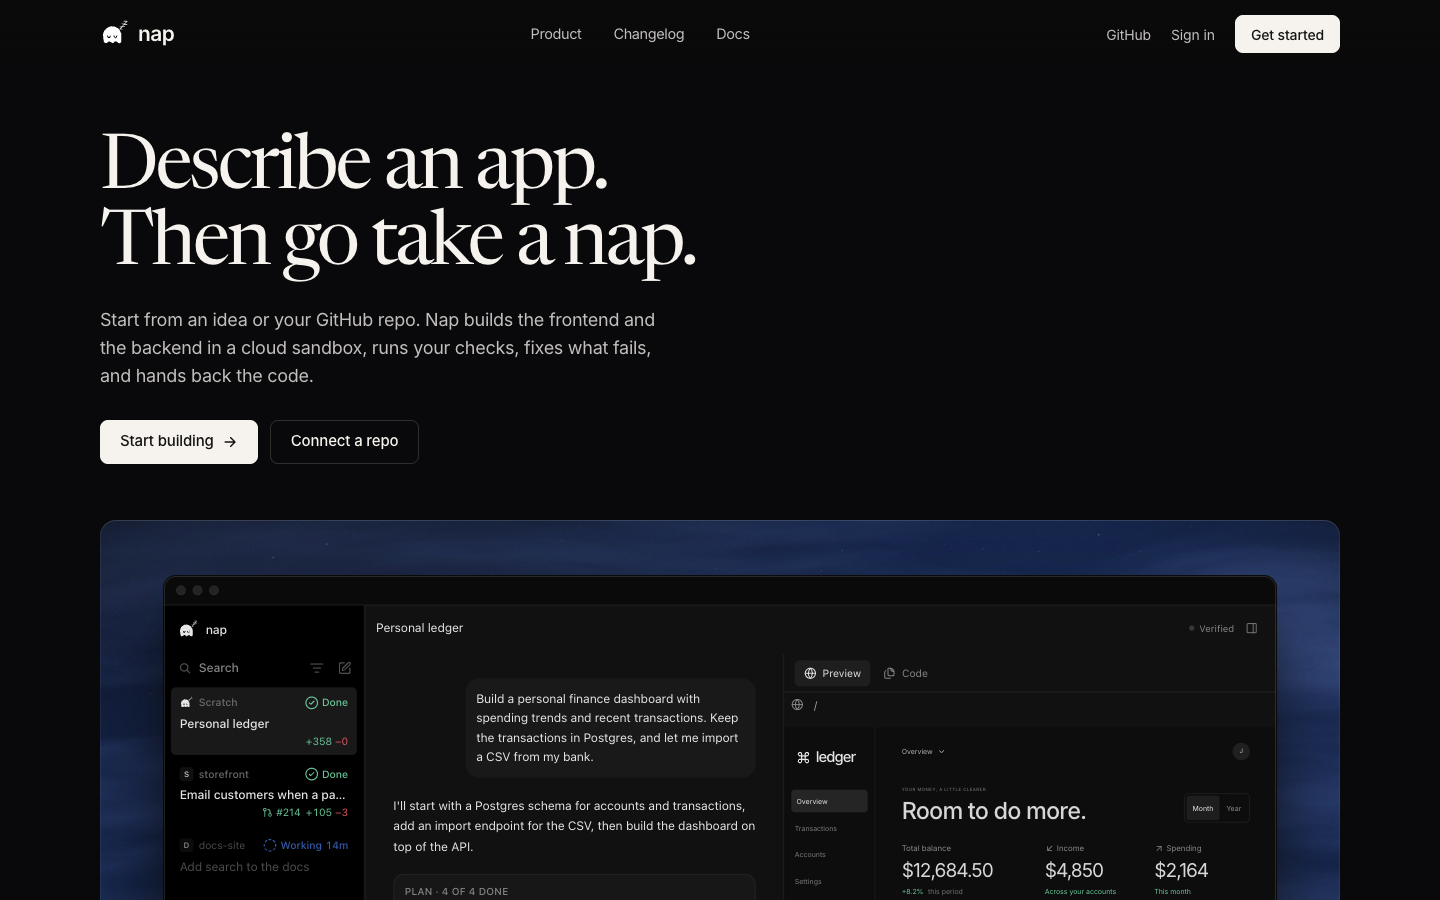 nap
Product
Changelog
Docs
GitHub
Sign in
Get started
Describe an app.
Then go take a nap.
Start from an idea or your GitHub repo. Nap builds the frontend and
the backend in a cloud sandbox, runs your checks, fixes what fails,
and hands back the code.
Start building →
Connect a repo
nap
Search
Scratch
Done
Personal ledger
+358 −0
S storefront
Done
Email customers when a pa...
#214 +105 −3
D docs-site
Working 14m
Add search to the docs
Personal ledger
Verified
Build a personal finance dashboard with
spending trends and recent transactions. Keep
the transactions in Postgres, and let me import
a CSV from my bank.
I'll start with a Postgres schema for accounts and transactions,
add an import endpoint for the CSV, then build the dashboard on
top of the API.
PLAN · 4 OF 4 DONE
Preview
Code
/
⌘ ledger
Overview
Transactions
Accounts
Settings
Overview
J
YOUR MONEY, A LITTLE CLEARER
Room to do more.
Month
Year
Total balance
$12,684.50
+8.2% this period
↙ Income
$4,850
Across your accounts
↗ Spending
$2,164
This month